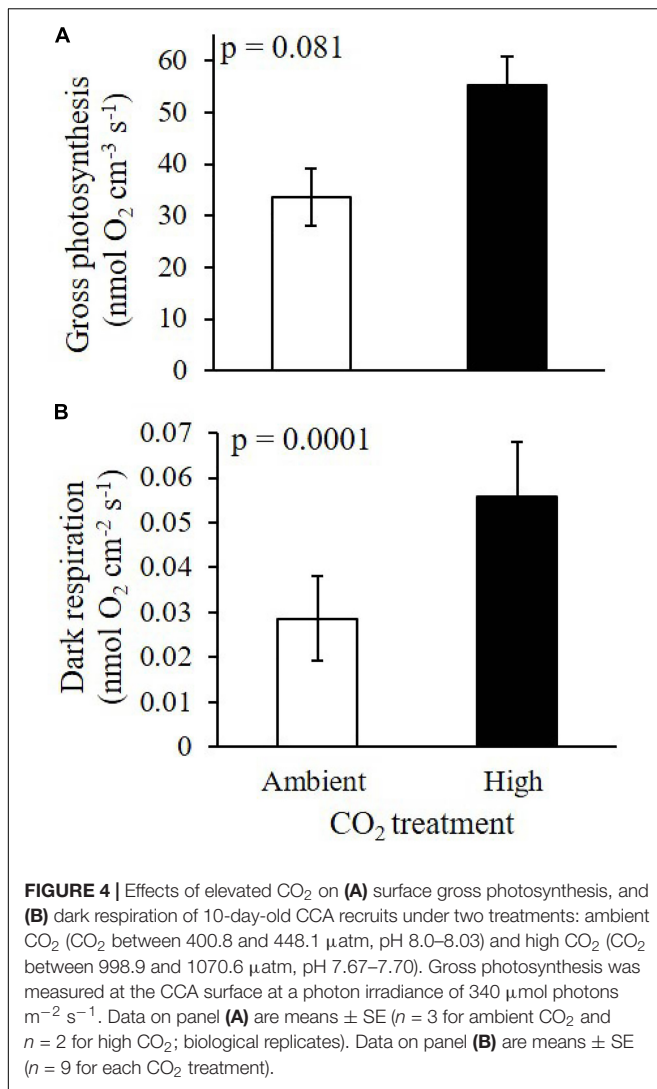 A
p = 0.081
Gross photosynthesis
(nmol O₂ cm⁻³ s⁻¹)
60
50
40
30
20
10
0
B
p = 0.0001
Dark respiration
(nmol O₂ cm⁻² s⁻¹)
0.07
0.06
0.05
0.04
0.03
0.02
0.01
0
Ambient High
CO₂ treatment
FIGURE 4 | Effects of elevated CO₂ on (A) surface gross photosynthesis, and
(B) dark respiration of 10-day-old CCA recruits under two treatments: ambient
CO₂ (CO₂ between 400.8 and 448.1 μatm, pH 8.0–8.03) and high CO₂ (CO₂
between 998.9 and 1070.6 μatm, pH 7.67–7.70). Gross photosynthesis was
measured at the CCA surface at a photon irradiance of 340 μmol photons
m⁻² s⁻¹. Data on panel (A) are means ± SE (n = 3 for ambient CO₂ and
n = 2 for high CO₂; biological replicates). Data on panel (B) are means ± SE
(n = 9 for each CO₂ treatment).